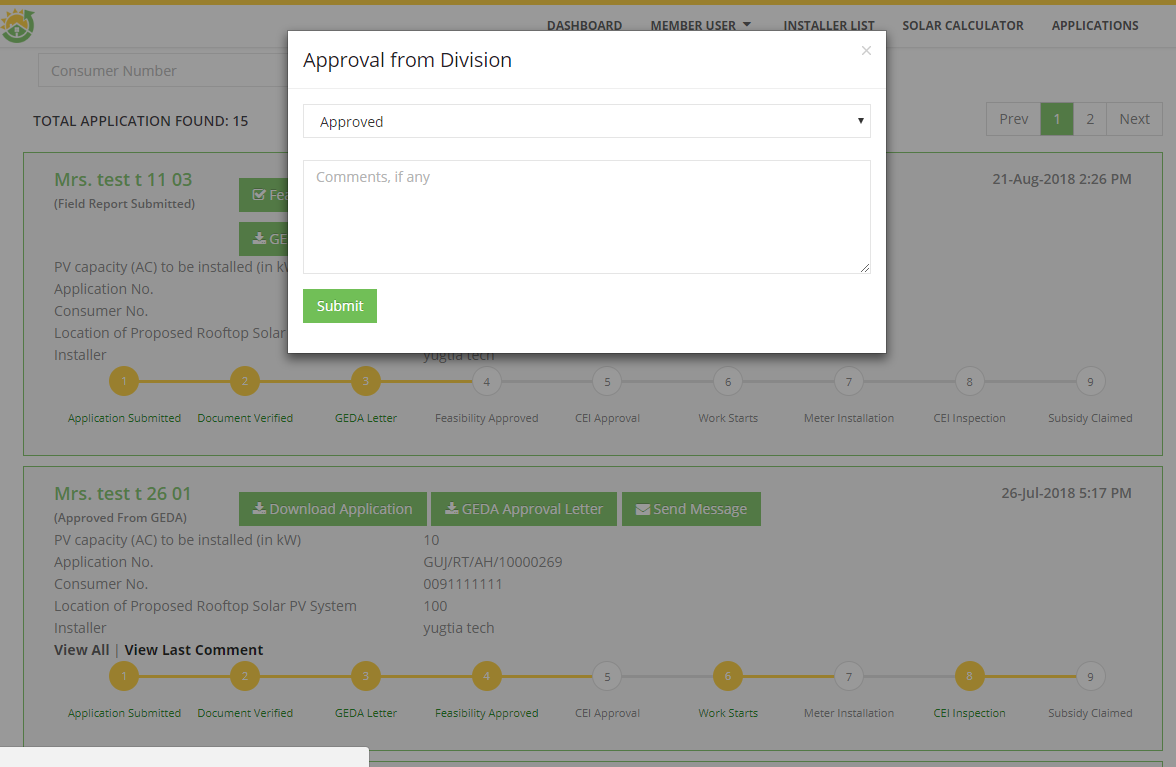 DASHBOARD MEMBER USER INSTALLER LIST SOLAR CALCULATOR APPLICATIONS
Consumer Number
Approval from Division ×
Approved
Comments, if any
Submit
TOTAL APPLICATION FOUND: 15
Prev 1 2 Next
Mrs. test t 11 03
(Field Report Submitted)
21-Aug-2018 2:26 PM
PV capacity (AC) to be installed (in
Application No.
Consumer No.
Location of Proposed Rooftop Solar
Installer yugtia tech
1 2 3 4 5 6 7 8 9
Application Submitted Document Verified GEDA Letter Feasibility Approved CEI Approval Work Starts Meter Installation CEI Inspection Subsidy Claimed
Mrs. test t 26 01
(Approved From GEDA)
Download Application GEDA Approval Letter Send Message
26-Jul-2018 5:17 PM
PV capacity (AC) to be installed (in kW) 10
Application No. GUJ/RT/AH/10000269
Consumer No. 0091111111
Location of Proposed Rooftop Solar PV System 100
Installer yugtia tech
View All | View Last Comment
1 2 3 4 5 6 7 8 9
Application Submitted Document Verified GEDA Letter Feasibility Approved CEI Approval Work Starts Meter Installation CEI Inspection Subsidy Claimed